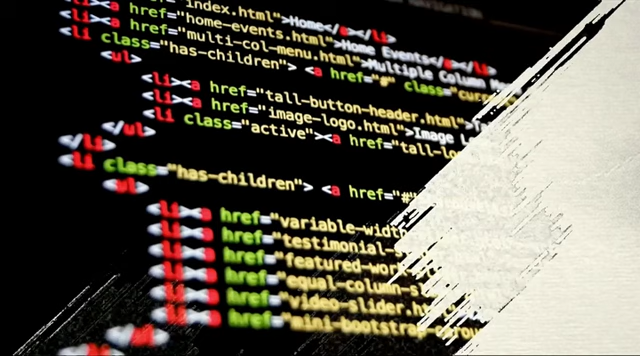 index.html">Home</a></li>
<li><a href="home-events.html">Home Events</a></li>
<li><a href="multi-col-menu.html">Multiple Column
<li class="has-children"> <a href="#" class=
<ul>
<li><a href="tall-button-header.html">
<li><a href="image-logo.html">Image
<li class="active"><a href="tall-
</ul>
</li>
<li class="has-children"> <a href="#"
<ul>
<li><a href="variable-width
<li><a href="testimonial-
<li><a href="featured-wor
<li><a href="equal-column-
<li><a href="video-slider.html"
<li><a href="mini-bootstrap-
</ul>